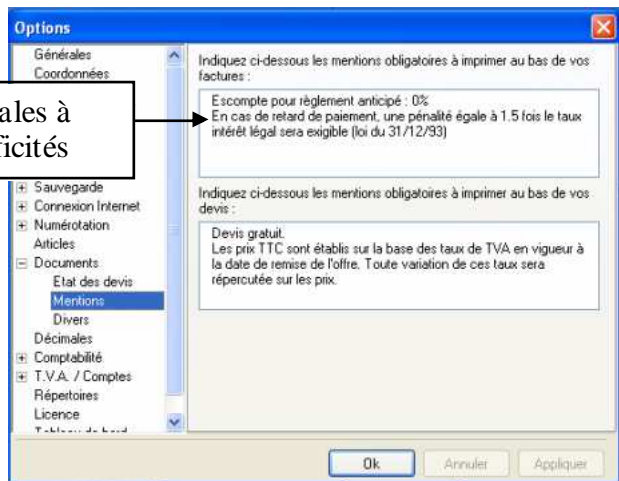 Options
Générales
Coordonnées
ales à
ficités
Sauvegarde
Connexion Internet
Numérotation
Articles
Documents
Etat des devis
Mentions
Divers
Décimales
Comptabilité
T.V.A. / Comptes
Répertoires
Licence
Indiquez ci-dessous les mentions obligatoires à imprimer au bas de vos
factures :
Escompte pour règlement anticipé : 0%
En cas de retard de paiement, une pénalité égale à 1.5 fois le taux
intérêt légal sera exigible (loi du 31/12/93)
Indiquez ci-dessous les mentions obligatoires à imprimer au bas de vos
devis :
Devis gratuit.
Les prix TTC sont établis sur la base des taux de TVA en vigueur à
la date de remise de l'offre. Toute variation de ces taux sera
répercutée sur les prix.
Ok
Annuler
Appliquer